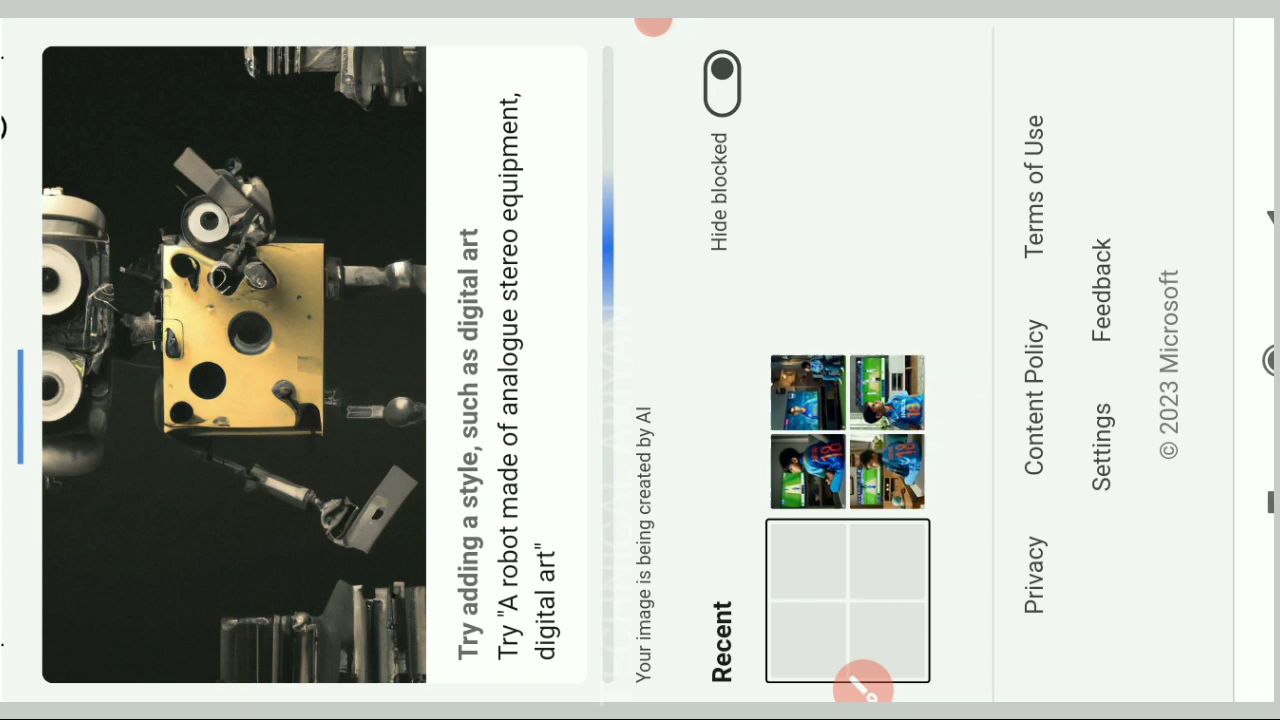 Try adding a style, such as digital art
Try "A robot made of analogue stereo equipment,
digital art"
Your image is being created by AI
Recent
Hide blocked
Privacy
Content Policy
Terms of Use
Settings
Feedback
© 2023 Microsoft